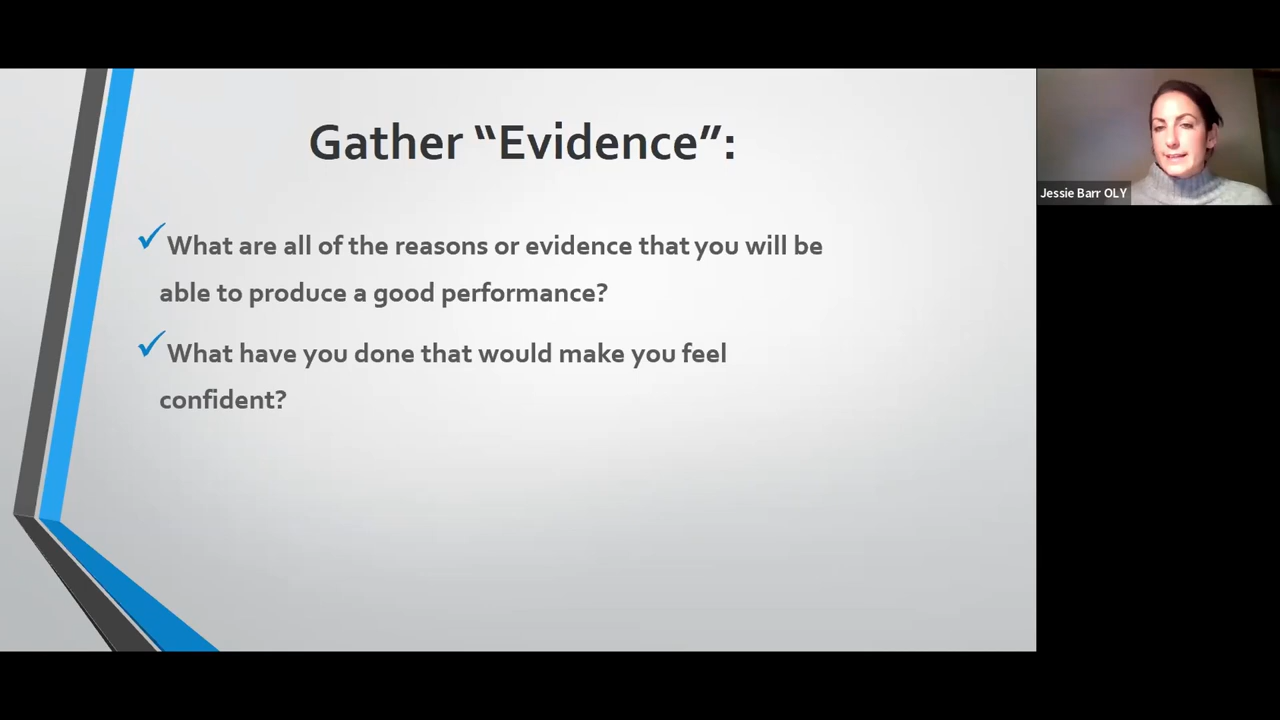 Gather “Evidence”:
What are all of the reasons or evidence that you will be
able to produce a good performance?
What have you done that would make you feel
confident?
Jessie Barr OLY